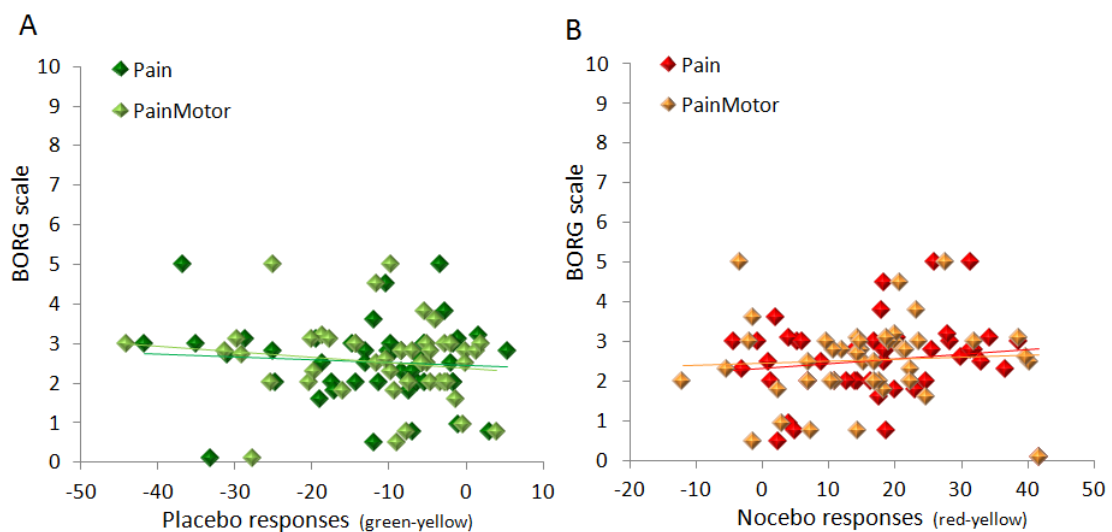 A
Pain
PainMotor
BORG scale
10
9
8
7
6
5
4
3
2
1
0
-50 -40 -30 -20 -10 0 10
Placebo responses (green-yellow)
B
Pain
PainMotor
BORG scale
10
9
8
7
6
5
4
3
2
1
0
-20 -10 0 10 20 30 40 50
Nocebo responses (red-yellow)